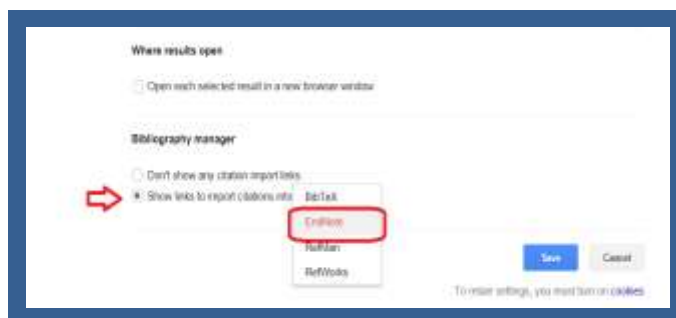 Where results open
Open each selected result in a new browser window
Bibliography manager
Don't show any citation import links
Show links to import citations into
BibTeX
EndNote
RefMan
RefWorks
Save Cancel
To retain settings, you must turn on cookies